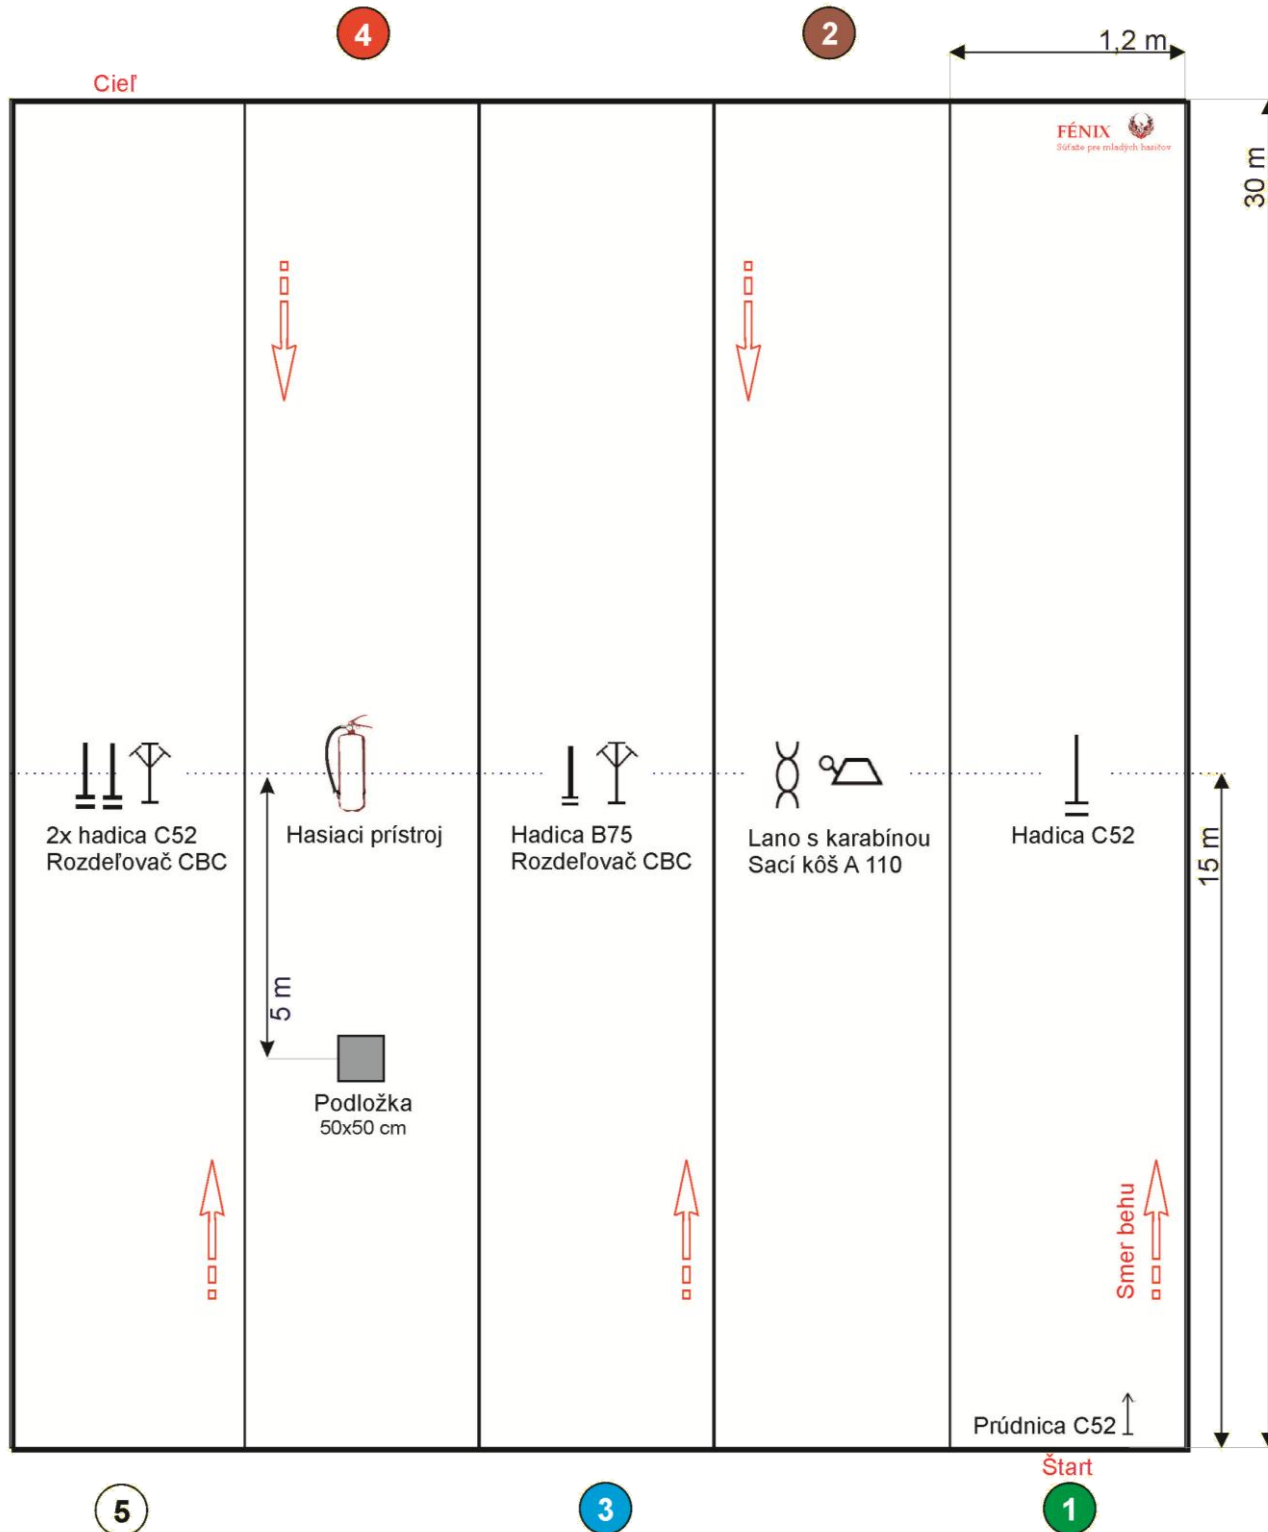 4
2
1,2 m
Cieľ
FÉNIX
Súťaže pre mladých hasičov
30 m
2x hadica C52
Rozdeľovač CBC
Hasiaci prístroj
Hadica B75
Rozdeľovač CBC
Lano s karabínou
Sací kôš A 110
Hadica C52
15 m
5 m
Podložka
50x50 cm
Smer behu
Prúdnica C52
Štart
5
3
1